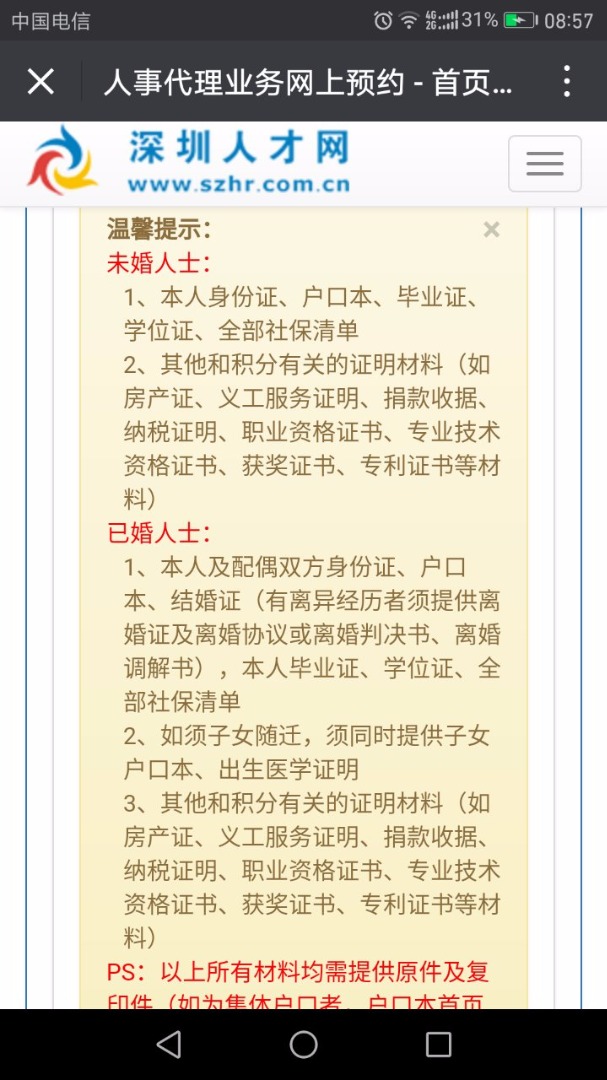 中国电信
4G
2G
31%
08:57
人事代理业务网上预约 - 首页...
深圳人才网
www.szhr.com.cn
温馨提示：
×
未婚人士：
1、本人身份证、户口本、毕业证、
学位证、全部社保清单
2、其他和积分有关的证明材料（如
房产证、义工服务证明、捐款收据、
纳税证明、职业资格证书、专业技术
资格证书、获奖证书、专利证书等材
料）
已婚人士：
1、本人及配偶双方身份证、户口
本、结婚证（有离异经历者须提供离
婚证及离婚协议或离婚判决书、离婚
调解书），本人毕业证、学位证、全
部社保清单
2、如须子女随迁，须同时提供子女
户口本、出生医学证明
3、其他和积分有关的证明材料（如
房产证、义工服务证明、捐款收据、
纳税证明、职业资格证书、专业技术
资格证书、获奖证书、专利证书等材
料）
PS：以上所有材料均需提供原件及复
印件（如为集体户口者，户口本首页